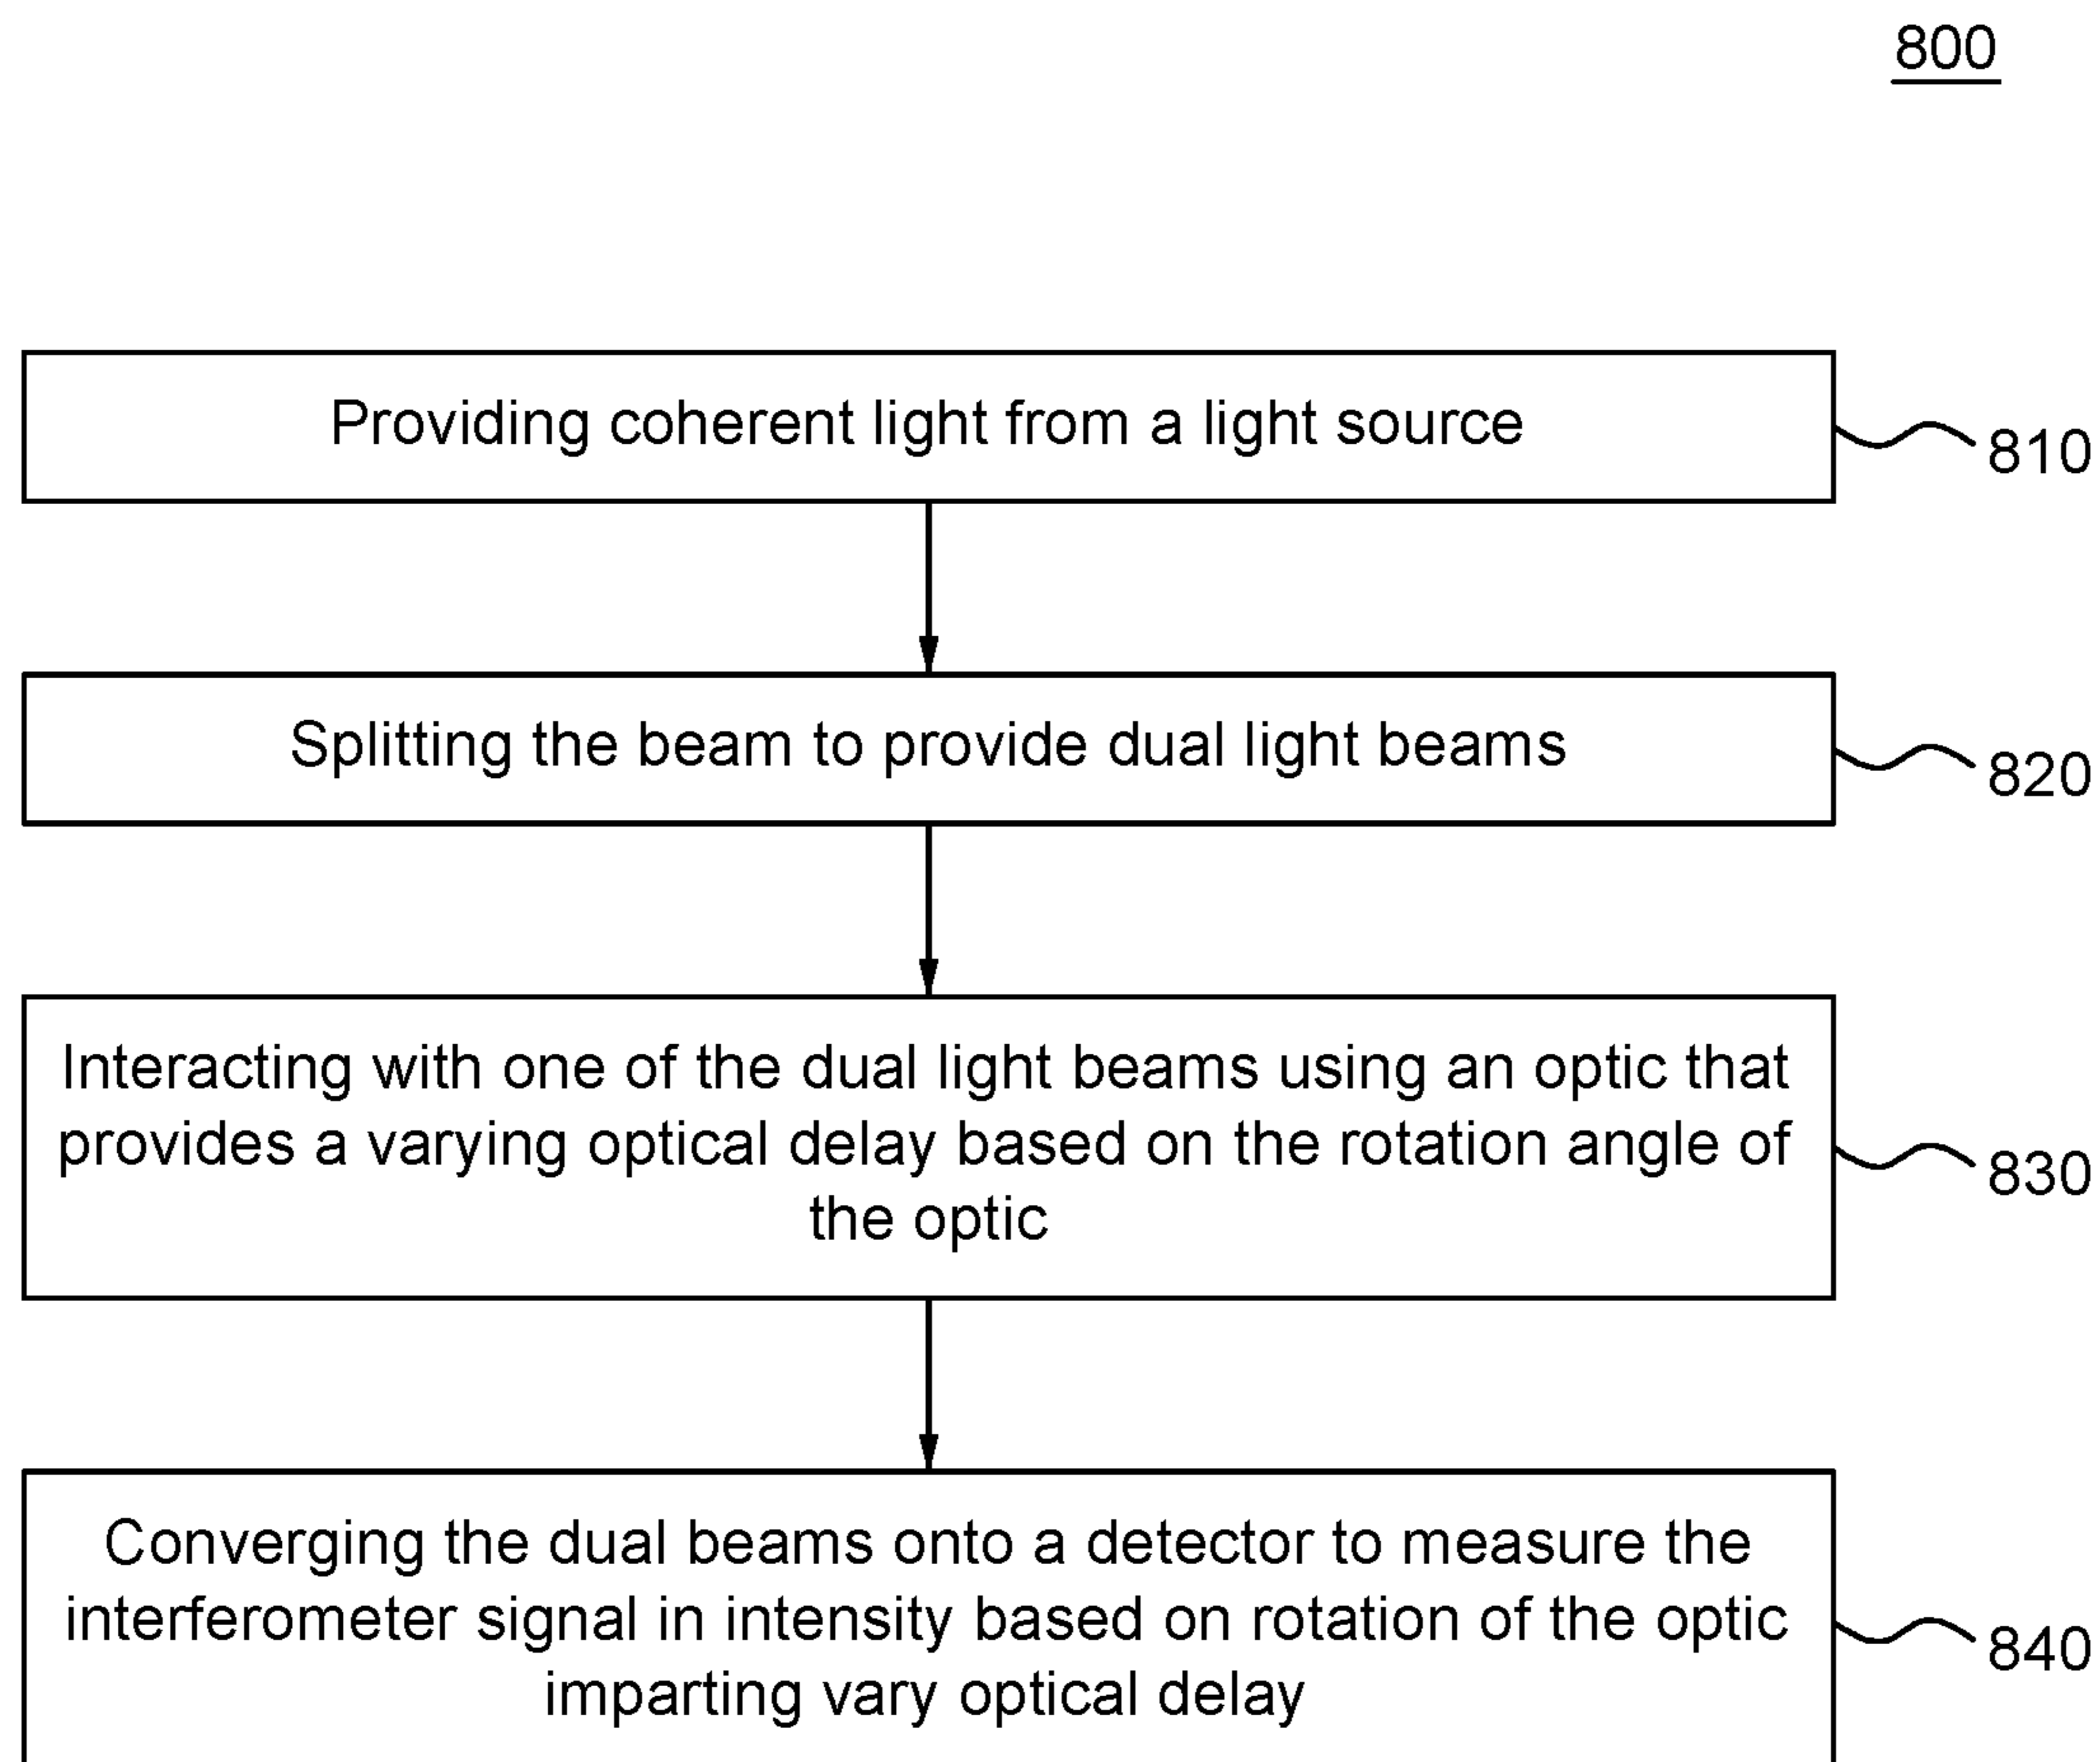 800
Providing coherent light from a light source
810
Splitting the beam to provide dual light beams
820
Interacting with one of the dual light beams using an optic that
provides a varying optical delay based on the rotation angle of
the optic
830
Converging the dual beams onto a detector to measure the
interferometer signal in intensity based on rotation of the optic
imparting vary optical delay
840